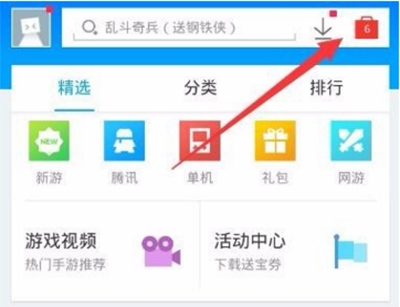 乱斗奇兵（送钢铁侠） 6
精选 分类 排行
NEW
新游 腾讯 单机 礼包 网游
游戏视频 活动中心
热门手游推荐 下载送宝券